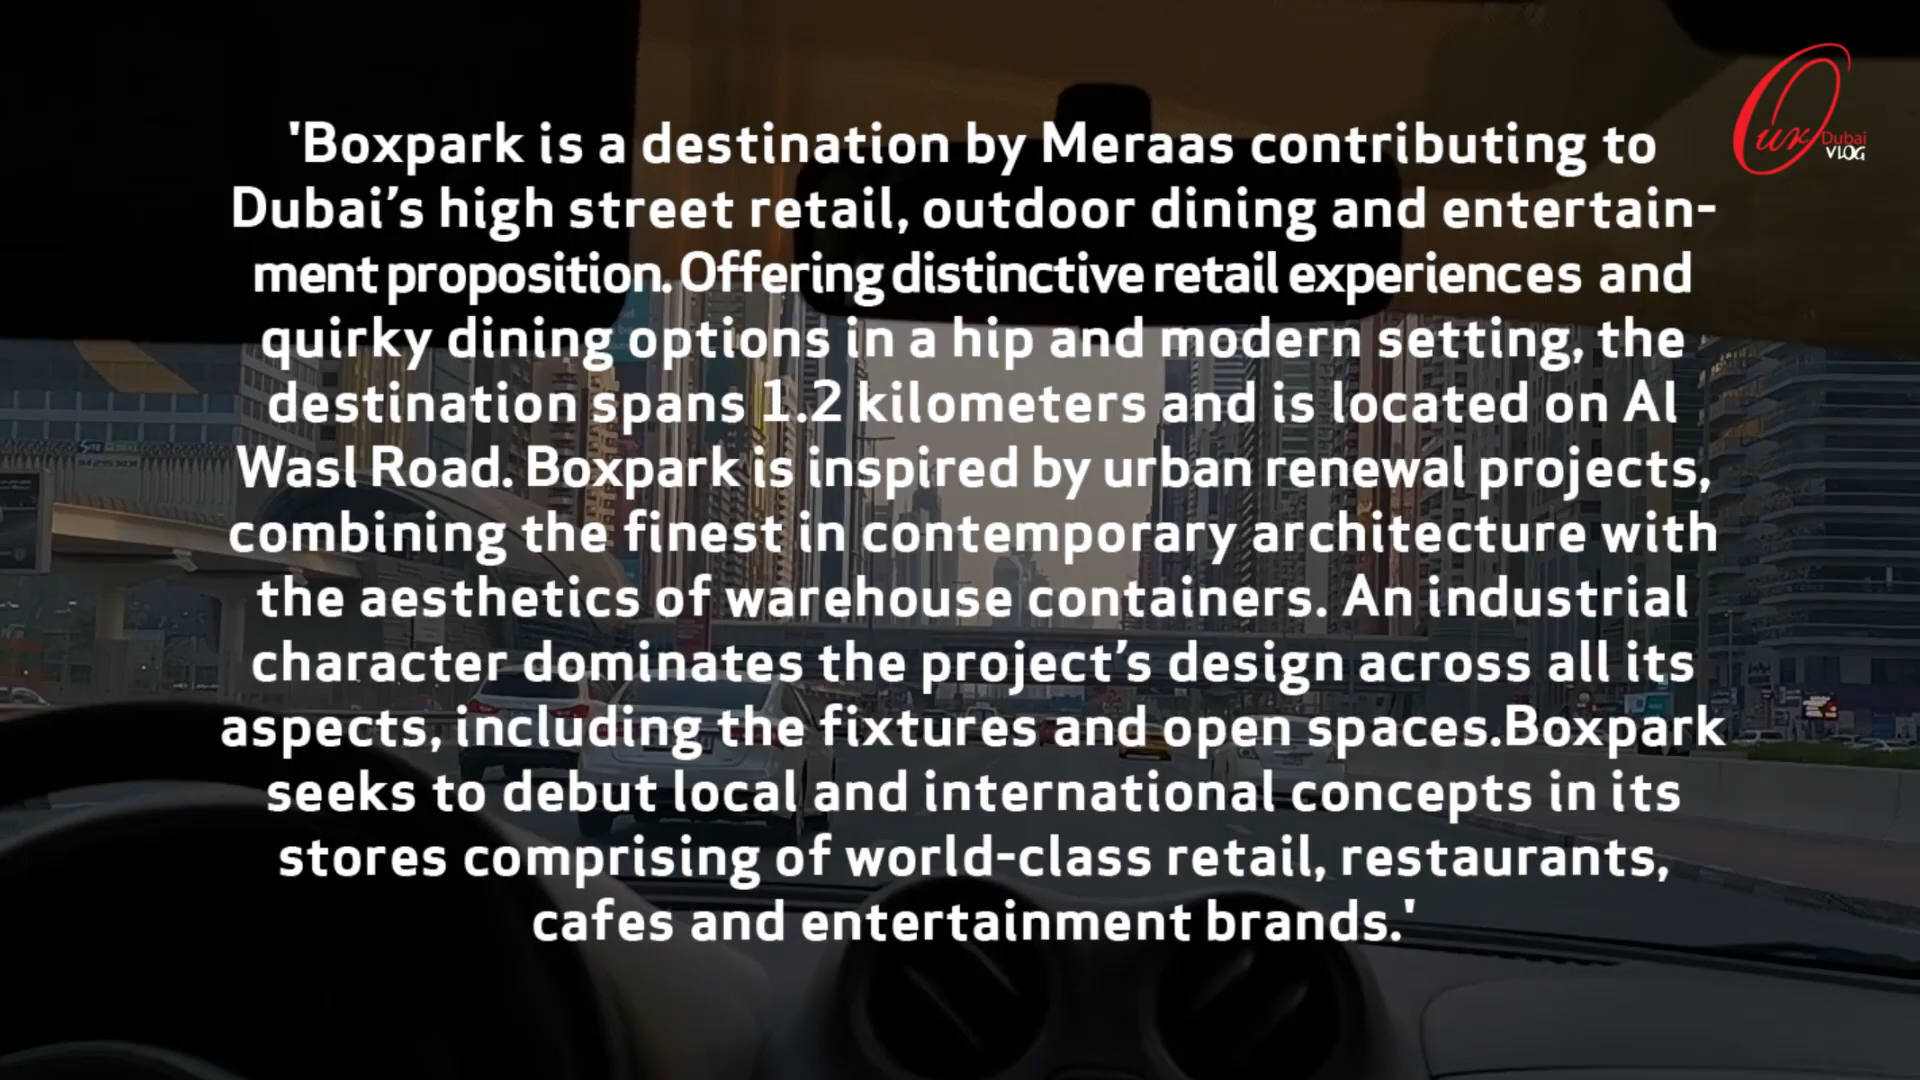 'Boxpark is a destination by Meraas contributing to
Dubai’s high street retail, outdoor dining and entertain-
ment proposition. Offering distinctive retail experiences and
quirky dining options in a hip and modern setting, the
destination spans 1.2 kilometers and is located on Al
Wasl Road. Boxpark is inspired by urban renewal projects,
combining the finest in contemporary architecture with
the aesthetics of warehouse containers. An industrial
character dominates the project’s design across all its
aspects, including the fixtures and open spaces.Boxpark
seeks to debut local and international concepts in its
stores comprising of world-class retail, restaurants,
cafes and entertainment brands.'
Our Dubai
VLOG